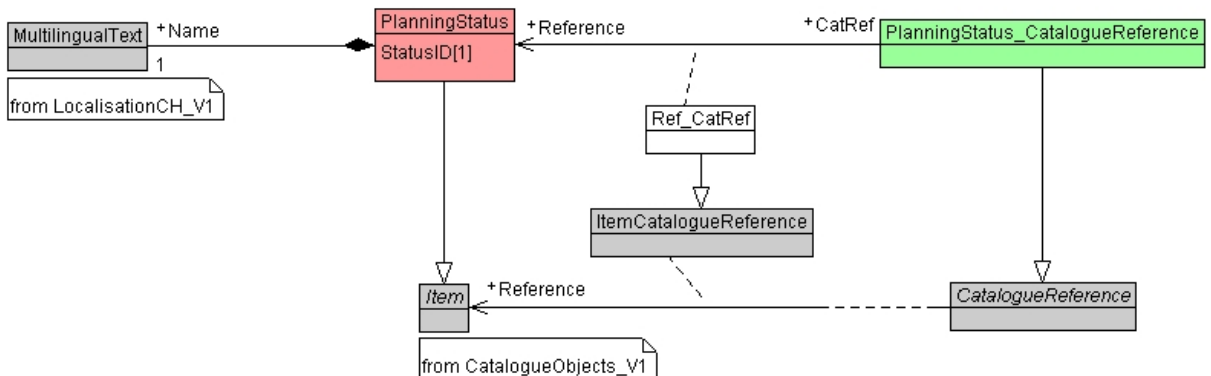 MultilingualText
+Name
1
PlanningStatus
StatusID[1]
+Reference
+CatRef
PlanningStatus_CatalogueReference
from LocalisationCH_V1
Ref_CatRef
ItemCatalogueReference
Item
+Reference
CatalogueReference
from CatalogueObjects_V1